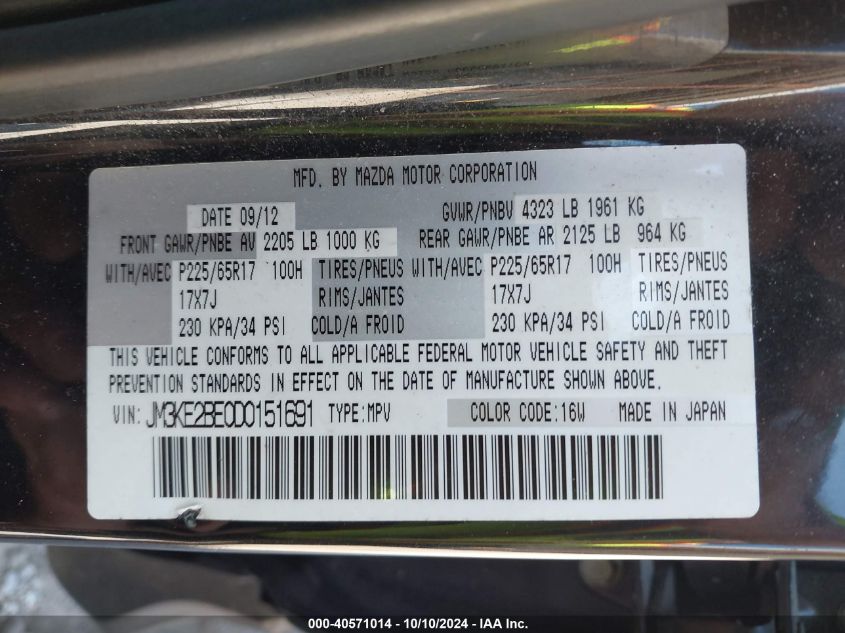 MFD. BY MAZDA MOTOR CORPORATION
DATE 09/12 GVWR/PNBV 4323 LB 1961 KG
FRONT GAWR/PNBE AV 2205 LB 1000 KG REAR GAWR/PNBE AR 2125 LB 964 KG
WITH/AVEC P225/65R17 100H TIRES/PNEUS WITH/AVEC P225/65R17 100H TIRES/PNEUS
17X7J RIMS/JANTES 17X7J RIMS/JANTES
230 KPA/34 PSI COLD/A FROID 230 KPA/34 PSI COLD/A FROID
THIS VEHICLE CONFORMS TO ALL APPLICABLE FEDERAL MOTOR VEHICLE SAFETY AND THEFT
PREVENTION STANDARDS IN EFFECT ON THE DATE OF MANUFACTURE SHOWN ABOVE.
VIN: JM3KE2BE0D0151691 TYPE:MPV COLOR CODE:16W MADE IN JAPAN
000-40571014 - 10/10/2024 - IAA Inc.